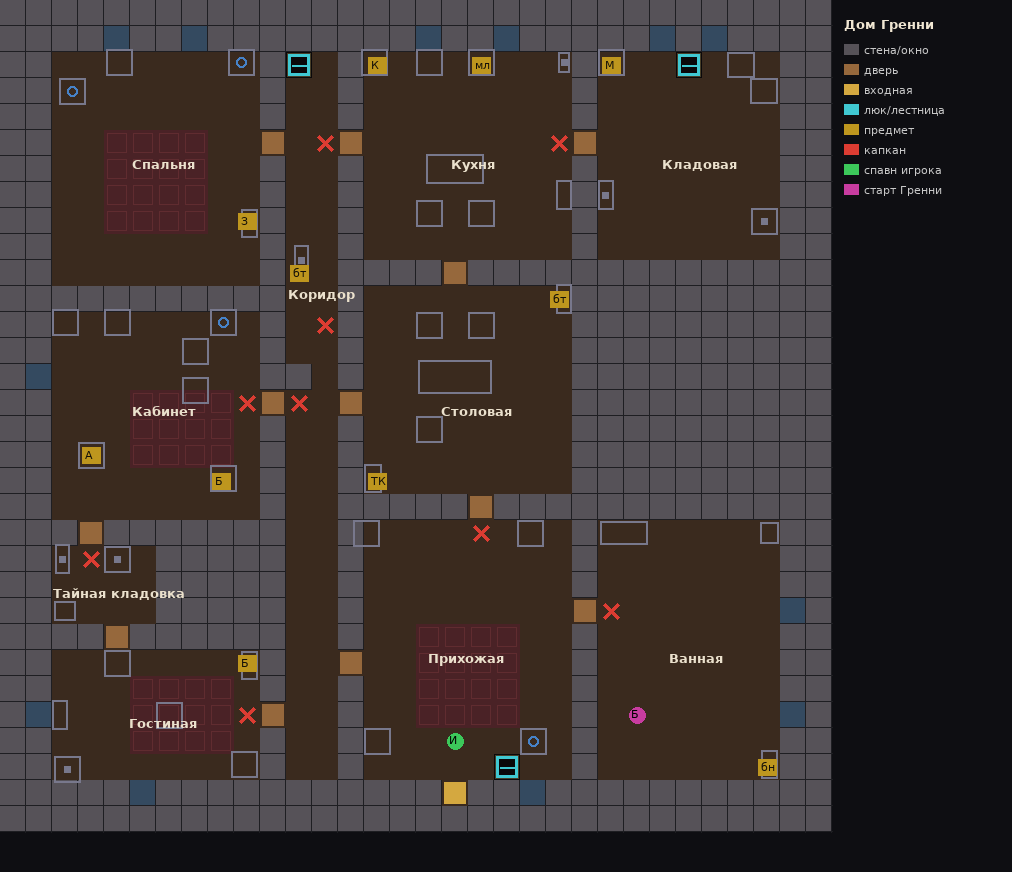 Дом Гренни
стена/окно
дверь
входная
люк/лестница
предмет
капкан
спавн игрока
старт Гренни
К
мл
М
Спальня
Кухня
Кладовая
З
бт
Коридор
бт
Кабинет
Столовая
А
Б
ТК
Тайная кладовка
Б
Прихожая
Ванная
Гостиная
Б
И
бн